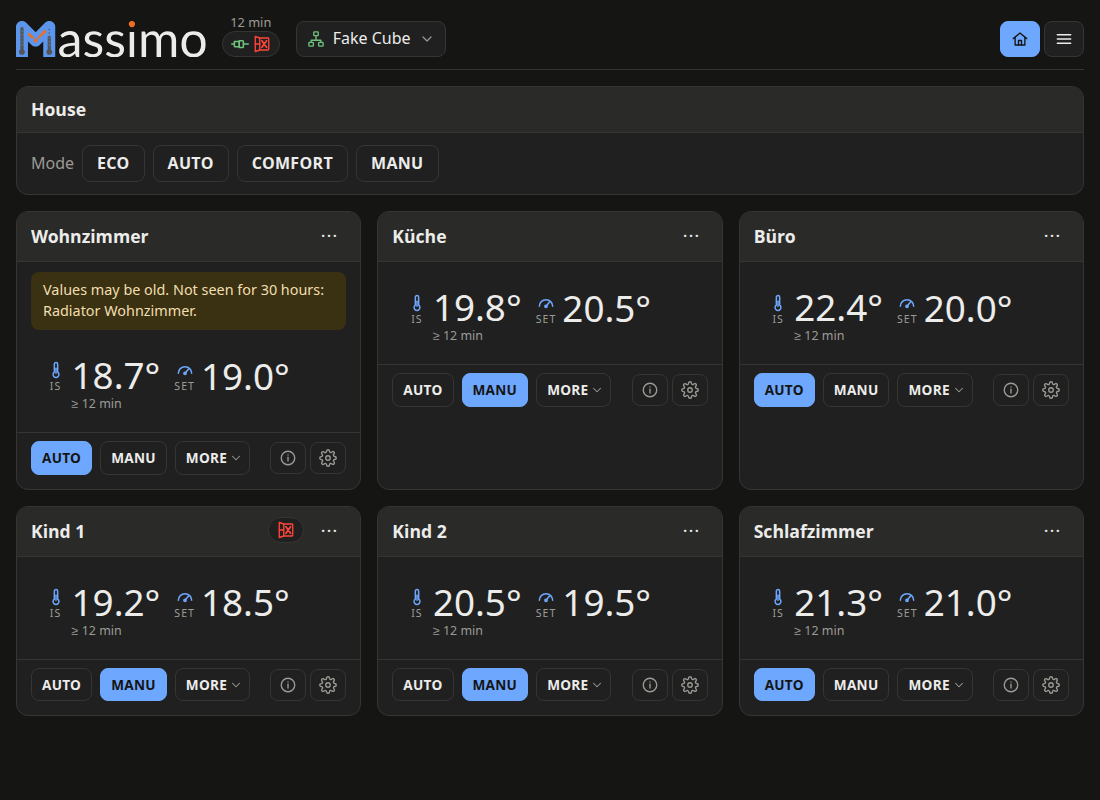 Massimo
12 min
Fake Cube
House
Mode ECO AUTO COMFORT MANU
Wohnzimmer ...
Values may be old. Not seen for 30 hours:
Radiator Wohnzimmer.
IS 18.7° SET 19.0°
≥ 12 min
AUTO MANU MORE
Küche ...
IS 19.8° SET 20.5°
≥ 12 min
AUTO MANU MORE
Büro ...
IS 22.4° SET 20.0°
≥ 12 min
AUTO MANU MORE
Kind 1 ...
IS 19.2° SET 18.5°
≥ 12 min
AUTO MANU MORE
Kind 2 ...
IS 20.5° SET 19.5°
≥ 12 min
AUTO MANU MORE
Schlafzimmer ...
IS 21.3° SET 21.0°
≥ 12 min
AUTO MANU MORE